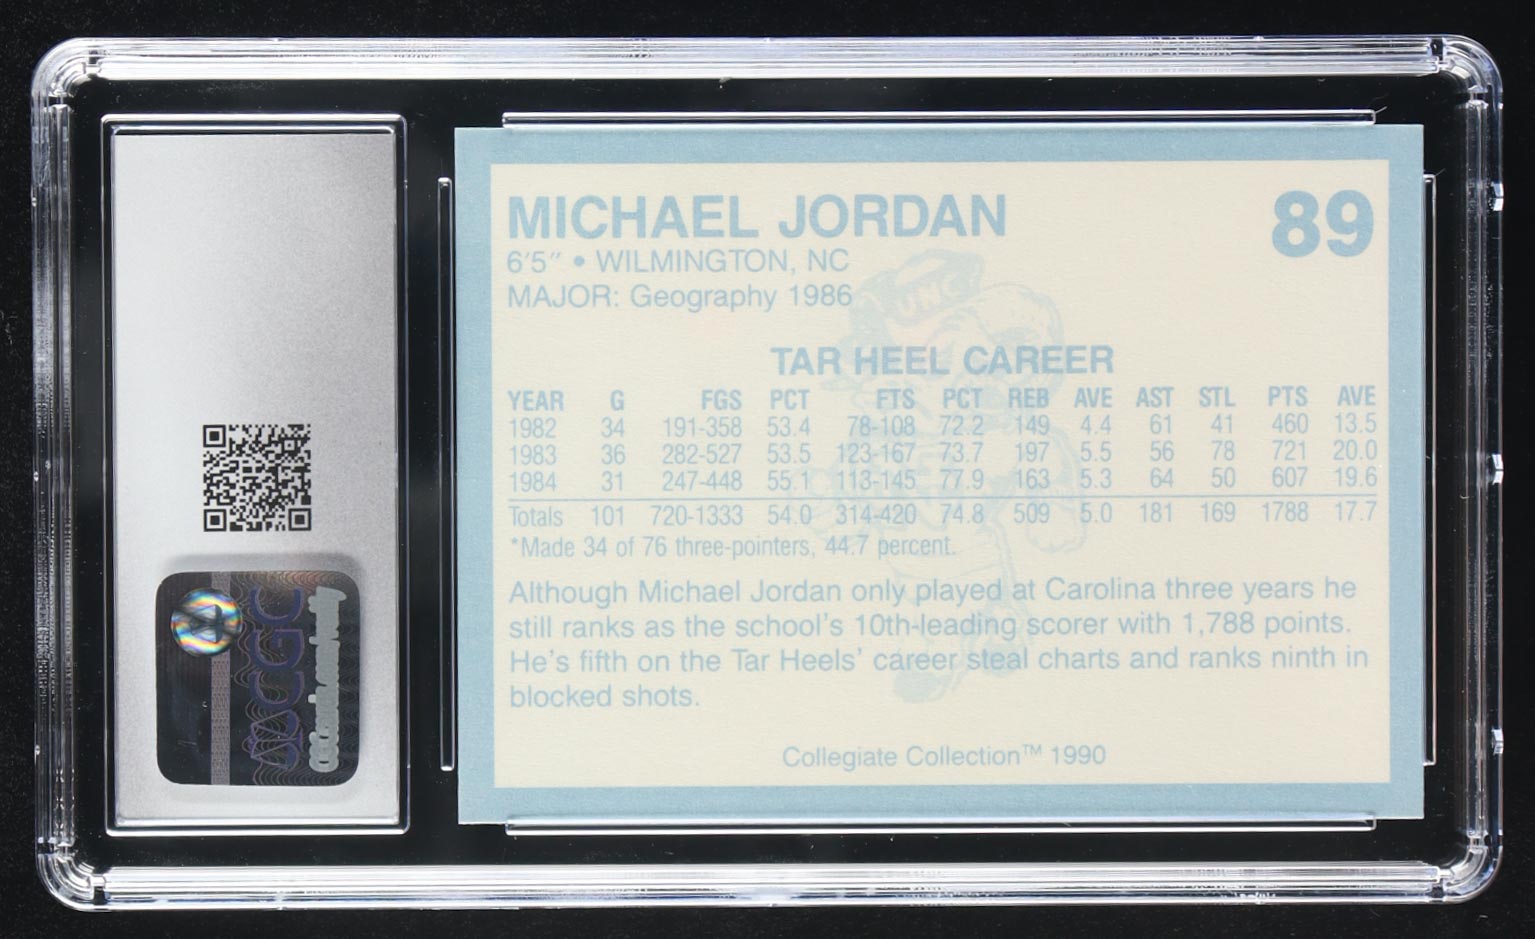 MICHAEL JORDAN
89
6'5" • WILMINGTON, NC
MAJOR: Geography 1986
UNC
TAR HEEL CAREER
YEAR G FGS PCT FTS PCT REB AVE AST STL PTS AVE
1982 34 191-358 53.4 78-108 72.2 149 4.4 61 41 460 13.5
1983 36 282-527 53.5 123-167 73.7 197 5.5 56 78 721 20.0
1984 31 247-448 55.1 113-145 77.9 163 5.3 64 50 607 19.6
Totals 101 720-1333 54.0 314-420 74.8 509 5.0 181 169 1788 17.7
*Made 34 of 76 three-pointers, 44.7 percent.
Although Michael Jordan only played at Carolina three years he
still ranks as the school's 10th-leading scorer with 1,788 points.
He's fifth on the Tar Heels' career steal charts and ranks ninth in
blocked shots.
Collegiate Collection™ 1990
CGC